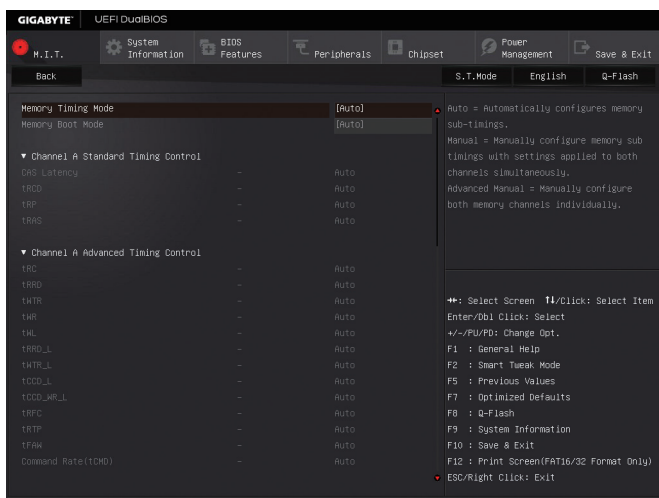 GIGABYTE™ UEFI DualBIOS
M.I.T. System Information BIOS Features Peripherals Chipset Power Management Save & Exit
Back S.T.Mode English Q-Flash
Memory Timing Mode [Auto]
Memory Boot Mode [Auto]
▼ Channel A Standard Timing Control
CAS Latency - Auto
tRCD - Auto
tRP - Auto
tRAS - Auto
▼ Channel A Advanced Timing Control
tRC - Auto
tRRD - Auto
tWTR - Auto
tWR - Auto
tWL - Auto
tRRD_L - Auto
tWTR_L - Auto
tCCD_L - Auto
tCCD_WR_L - Auto
tRFC - Auto
tRTP - Auto
tFAW - Auto
Command Rate(tCMD) - Auto
Auto = Automatically configures memory
sub-timings.
Manual = Manually configure memory sub
timings with settings applied to both
channels simultaneously.
Advanced Manual = Manually configure
both memory channels individually.
→←: Select Screen ↑↓/Click: Select Item
Enter/Dbl Click: Select
+/-/PU/PD: Change Opt.
F1 : General Help
F2 : Smart Tweak Mode
F5 : Previous Values
F7 : Optimized Defaults
F8 : Q-Flash
F9 : System Information
F10 : Save & Exit
F12 : Print Screen(FAT16/32 Format Only)
ESC/Right Click: Exit